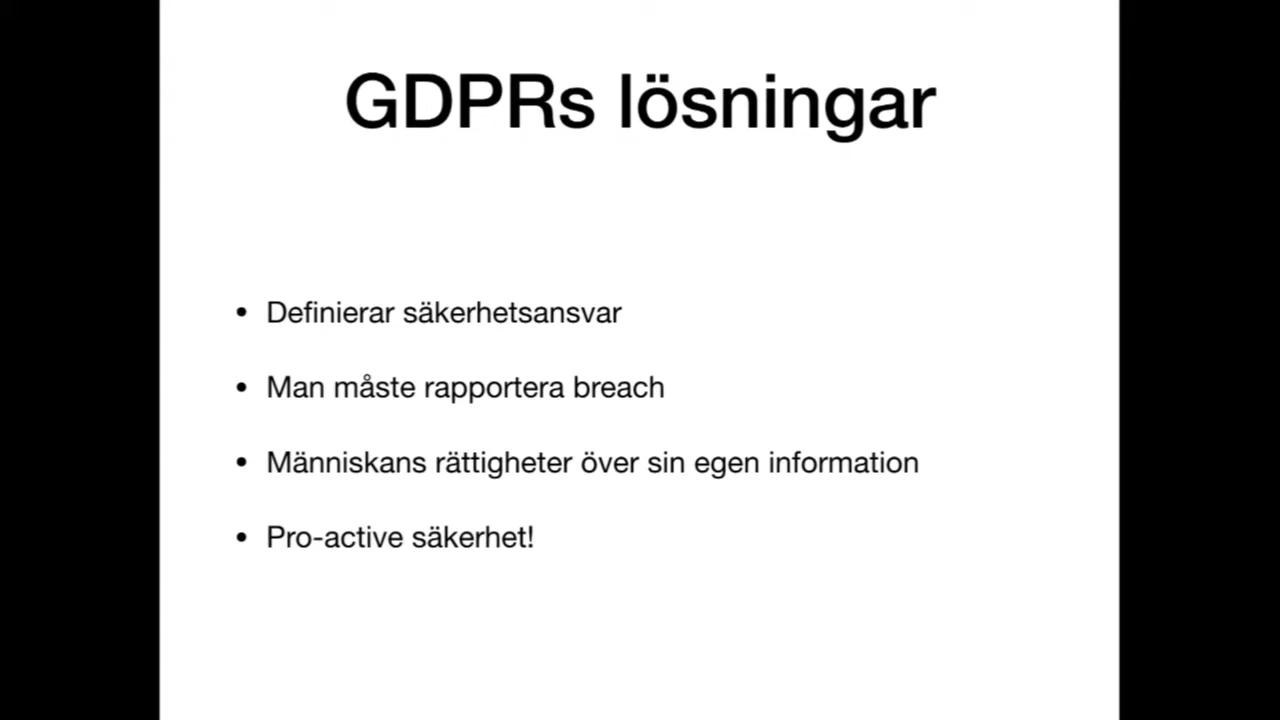 GDPRs lösningar
• Definierar säkerhetsansvar
• Man måste rapportera breach
• Människans rättigheter över sin egen information
• Pro-active säkerhet!